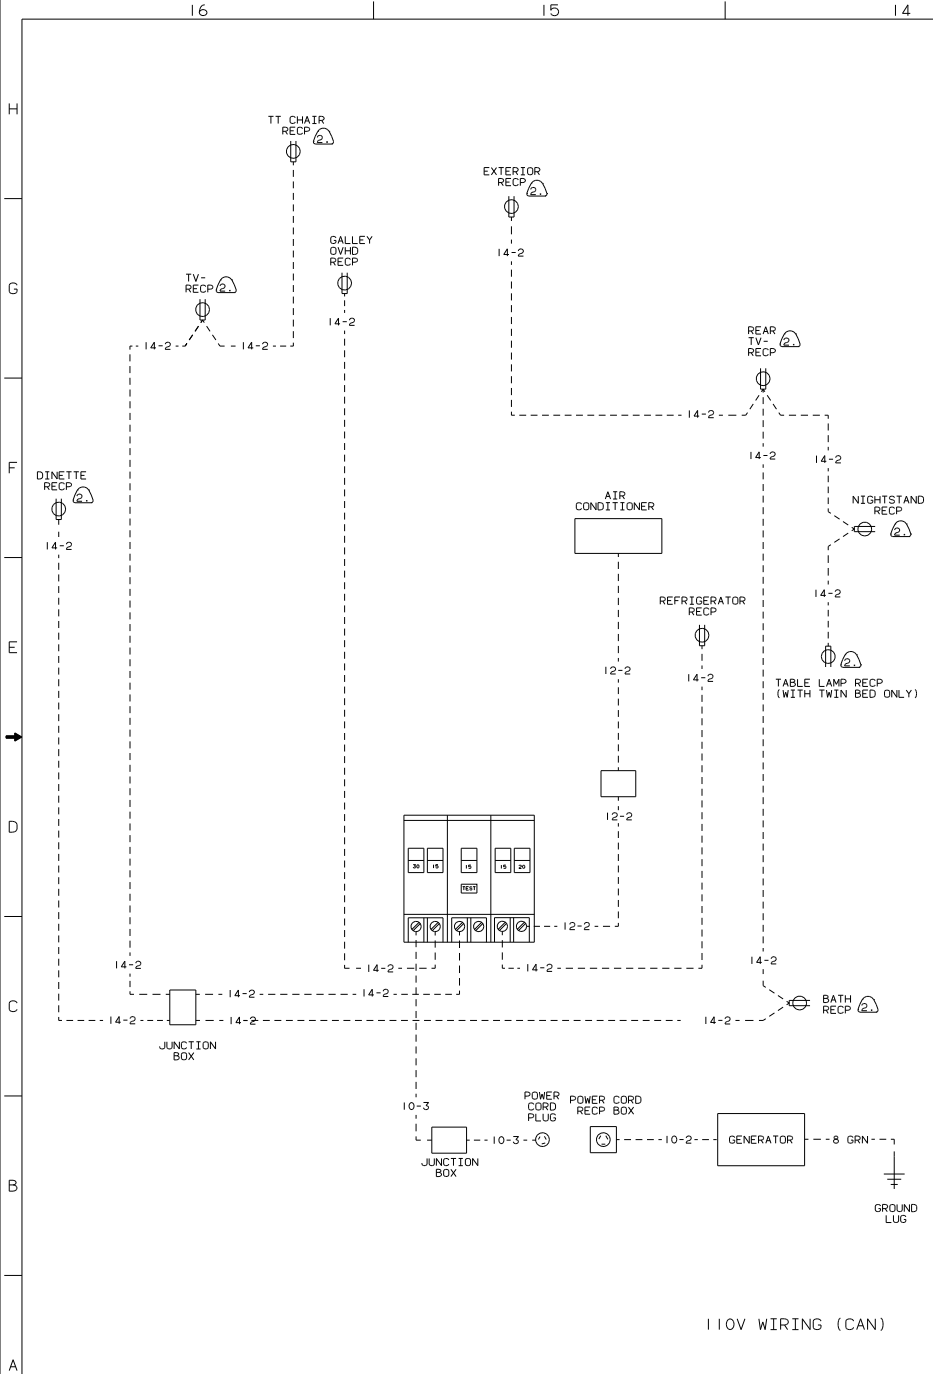 16 15 14
H
TT CHAIR
RECP 2.
EXTERIOR
RECP 2.
14-2
GALLEY
OVHD
RECP
14-2
G
TV-
RECP 2.
14-2 14-2
REAR
TV-
RECP 2.
14-2
14-2
14-2
F
DINETTE
RECP 2.
14-2
AIR
CONDITIONER
NIGHTSTAND
RECP
2.
14-2
E
REFRIGERATOR
RECP
12-2
14-2
2.
TABLE LAMP RECP
(WITH TWIN BED ONLY)
D
12-2
30 15 15 15 20
TEST
12-2
14-2
14-2
14-2
14-2
C
14-2
14-2
14-2
14-2
14-2
BATH
RECP 2.
JUNCTION
BOX
14-2
10-3
POWER
CORD
PLUG
POWER CORD
RECP BOX
10-3
10-2
GENERATOR
8 GRN
JUNCTION
BOX
B
GROUND
LUG
110V WIRING (CAN)
A